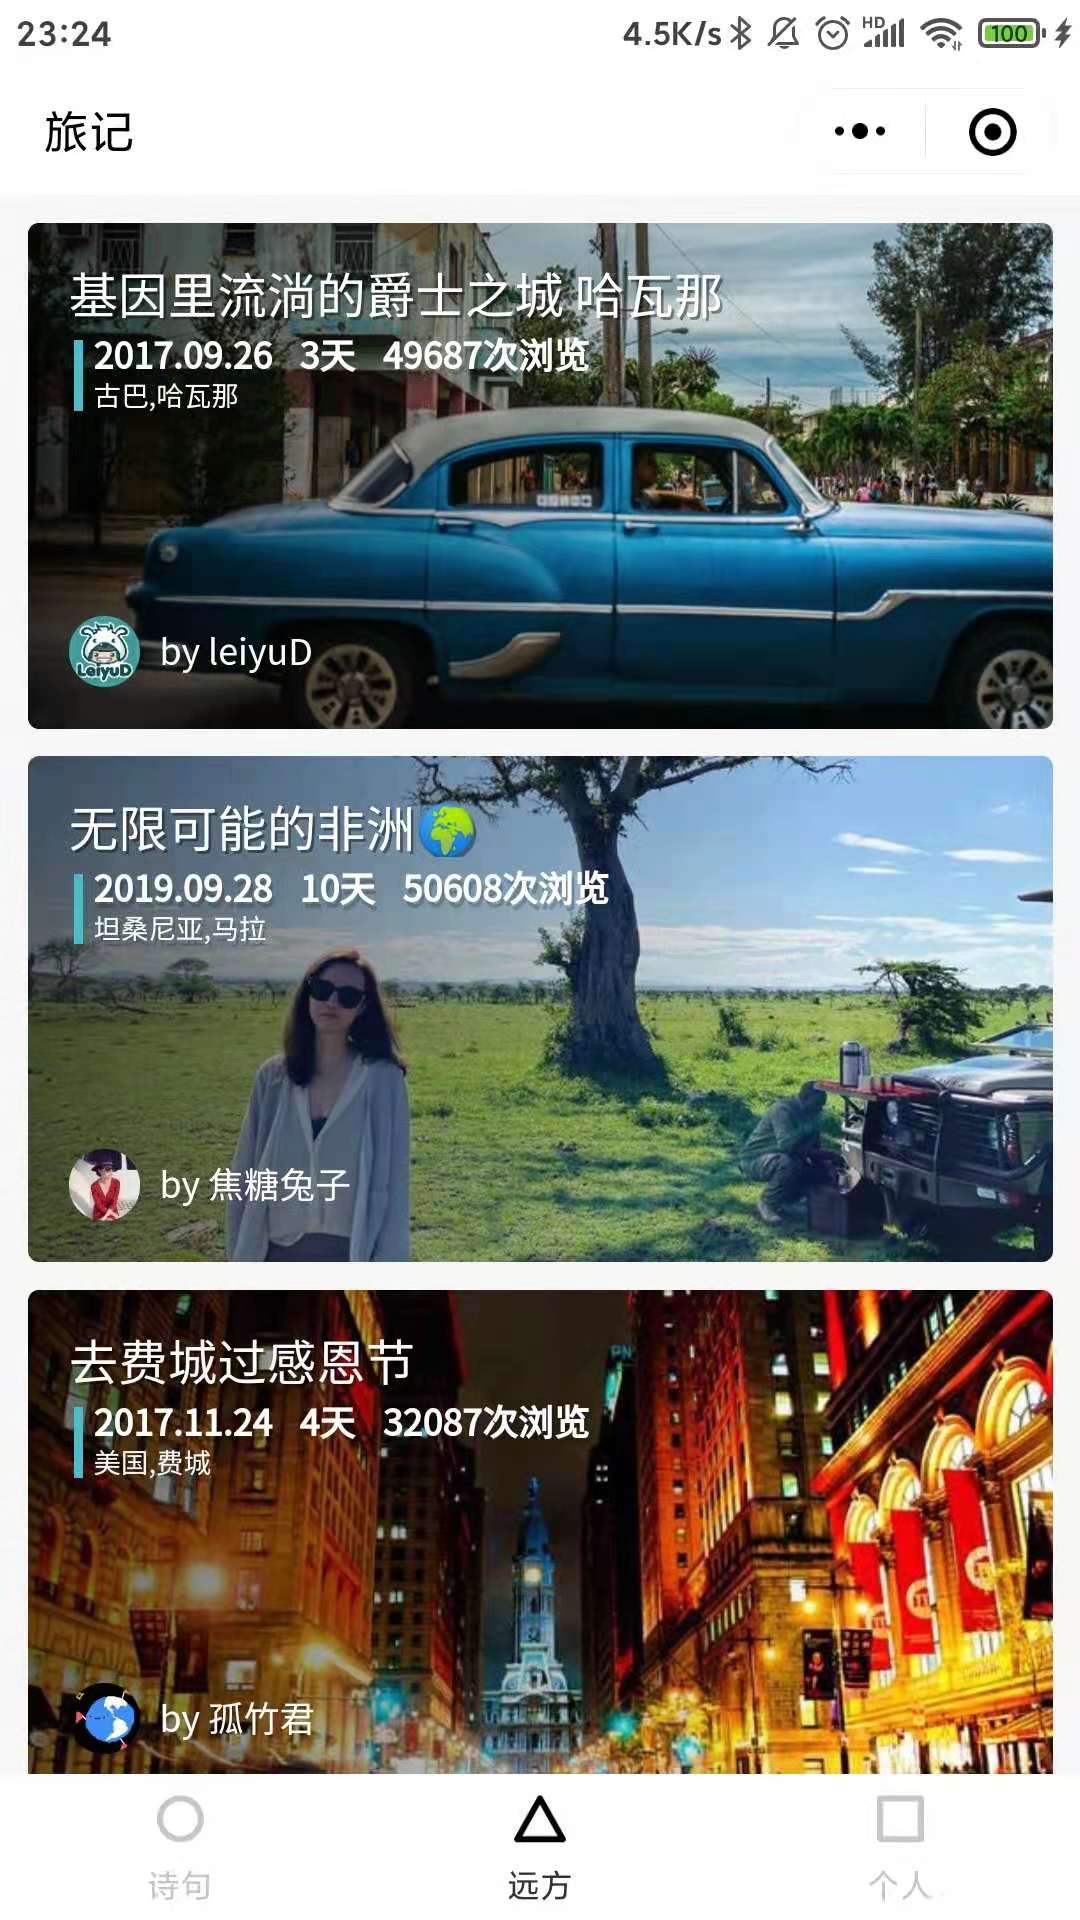 23:24
4.5K/s
HD
100
旅记
基因里流淌的爵士之城 哈瓦那
2017.09.26 3天 49687次浏览
古巴,哈瓦那
LeiyuD
by leiyuD
无限可能的非洲🌍
2019.09.28 10天 50608次浏览
坦桑尼亚,马拉
by 焦糖兔子
去费城过感恩节
PN
2017.11.24 4天 32087次浏览
美国,费城
by 孤竹君
诗句
远方
个人